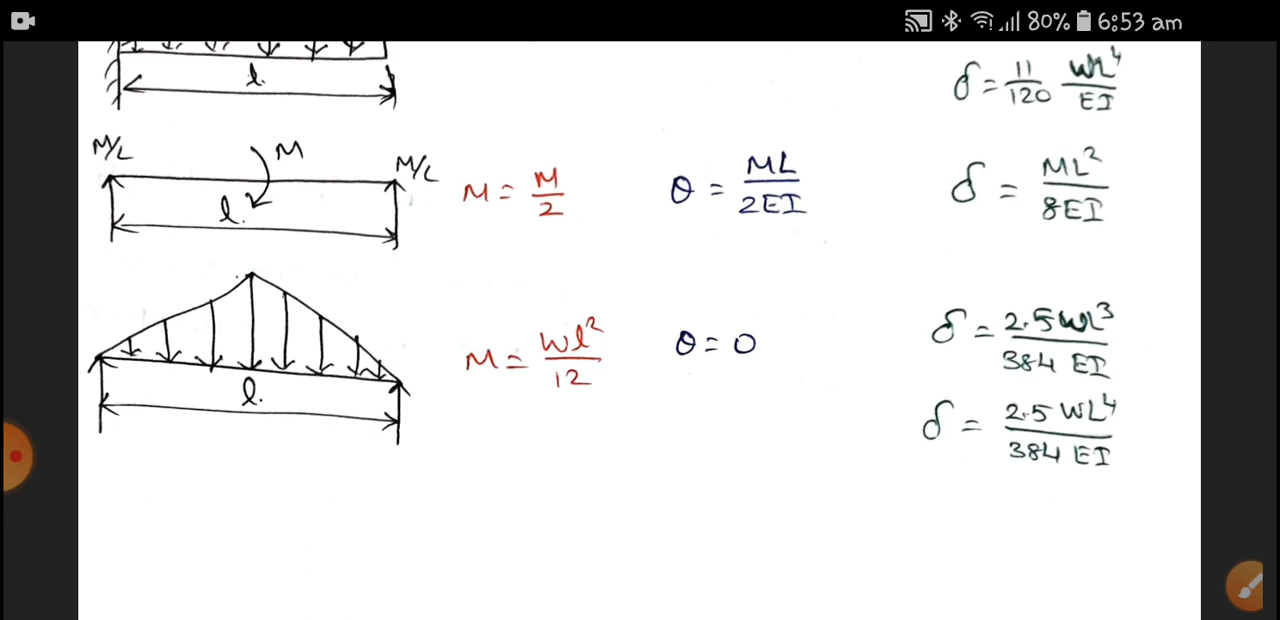 80% 6:53 am
l.
δ = 11/120 WL⁴/EI
M/L M M/L
l.
M = M/2 θ = ML/2EI δ = ML²/8EI
l.
M = Wl²/12 θ = 0 δ = 2.5WL³/384 EI
δ = 2.5 WL⁴/384 EI